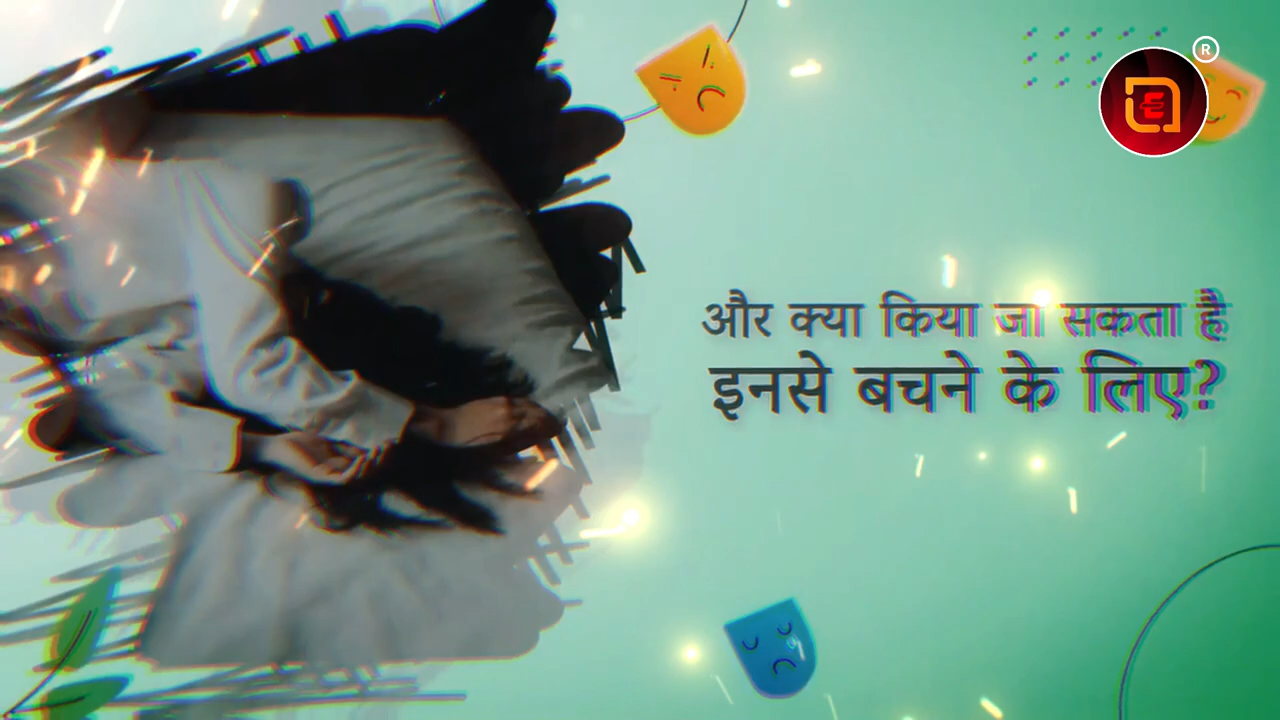 ®
और क्या किया जा सकता है
इनसे बचने के लिए?